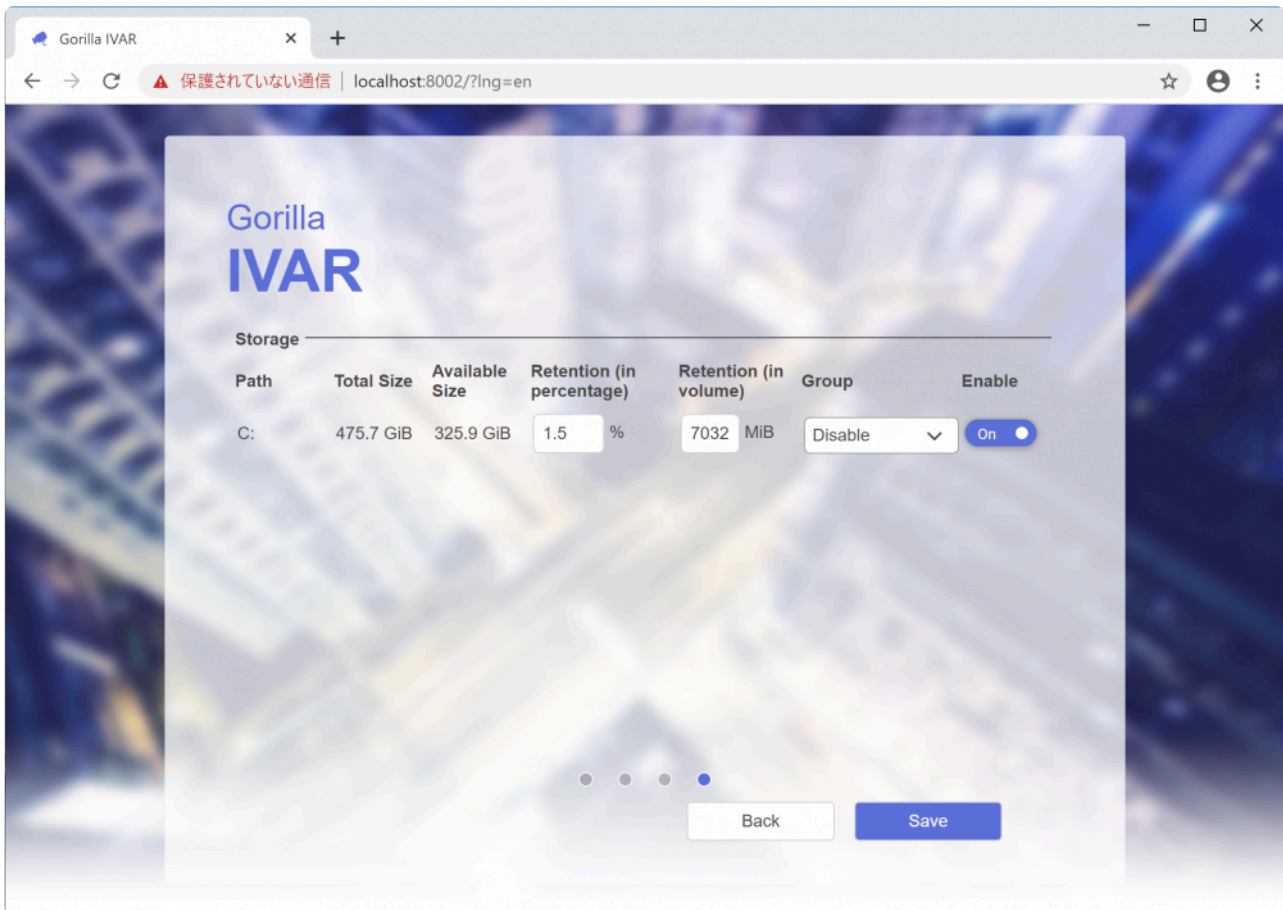 Gorilla IVAR
保護されていない通信 | localhost:8002/?lng=en
Gorilla
IVAR
Storage
Path Total Size Available Size Retention (in percentage) Retention (in volume) Group Enable
C: 475.7 GiB 325.9 GiB 1.5 % 7032 MiB Disable On
Back Save